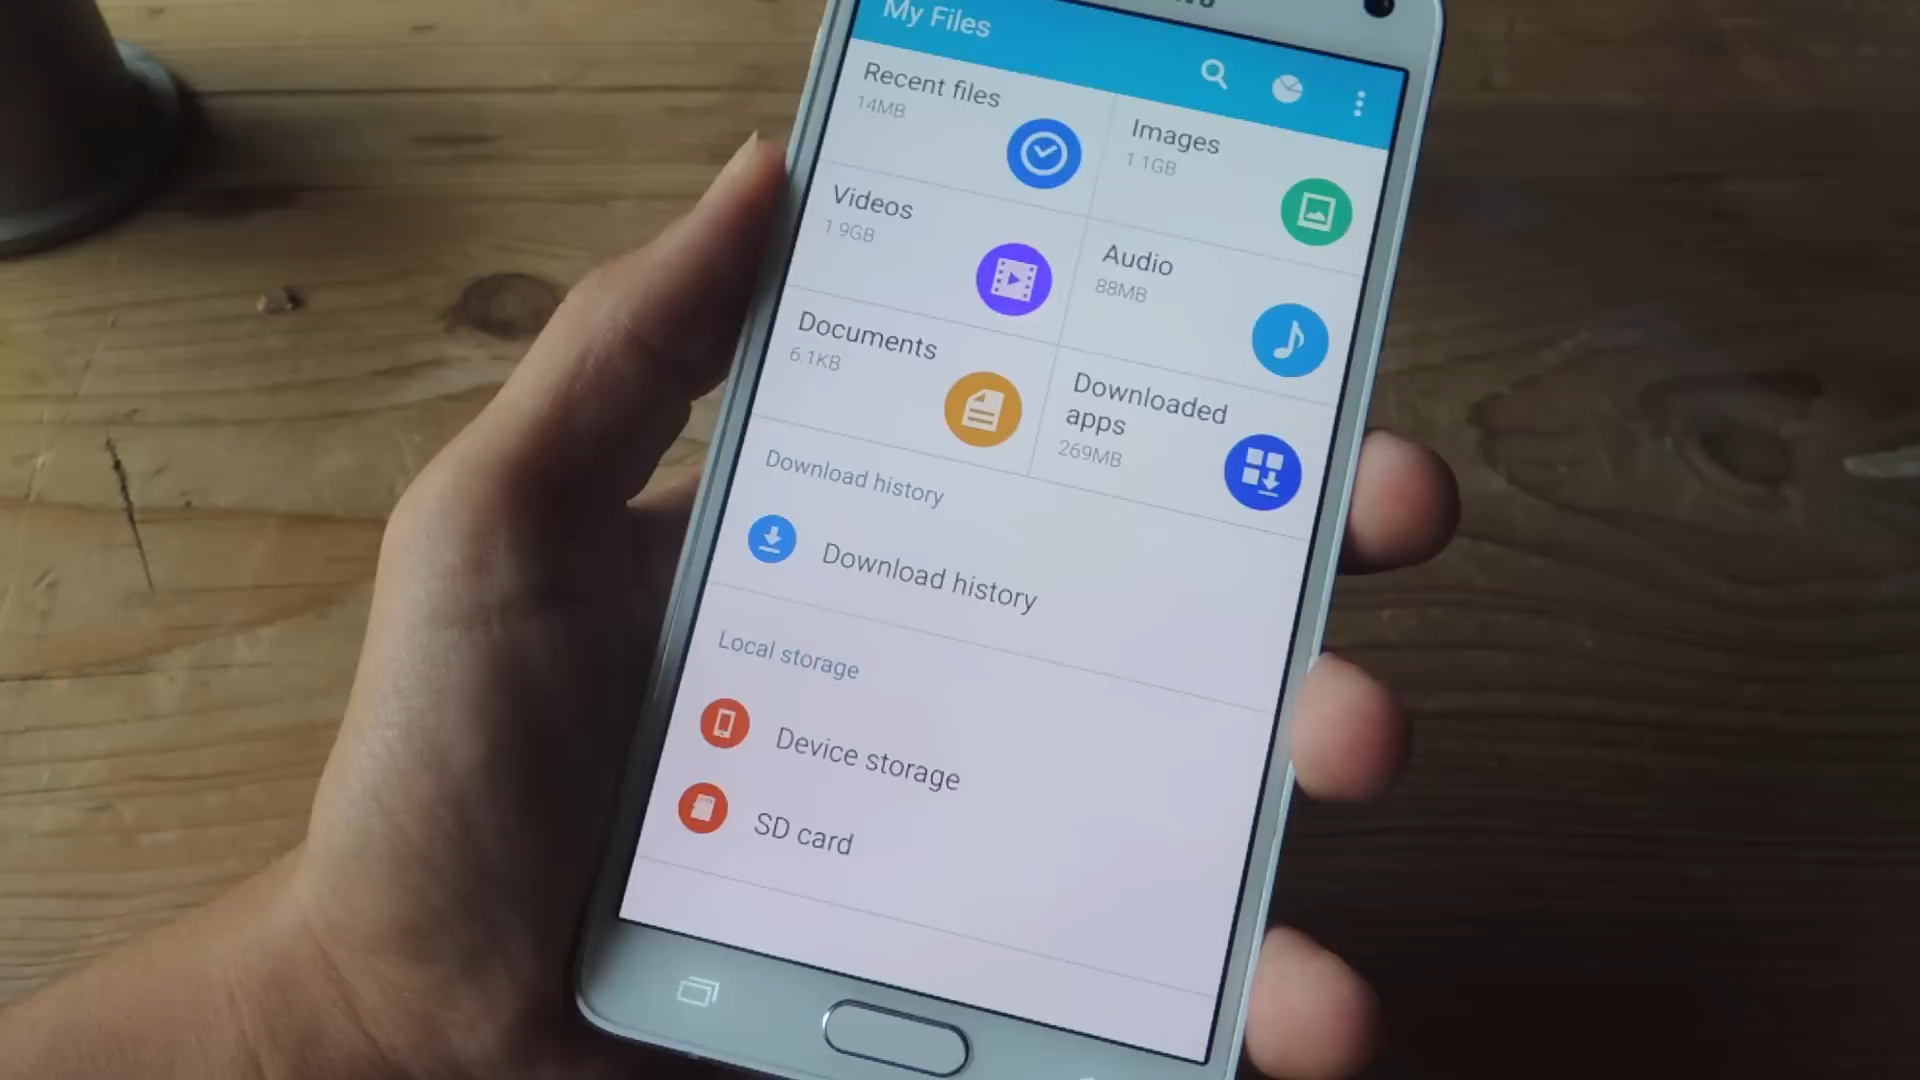 My Files
Recent files
14MB
Images
1.1GB
Videos
1.9GB
Audio
88MB
Documents
6.1KB
Downloaded
apps
269MB
Download history
Download history
Local storage
Device storage
SD card